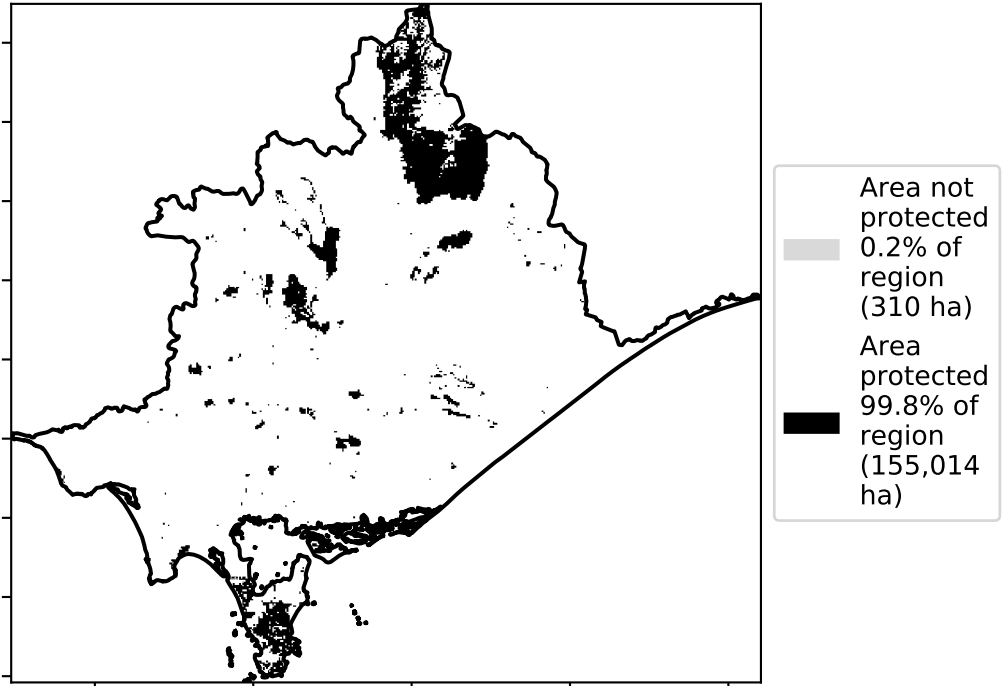 Area not
protected
0.2% of
region
(310 ha)
Area
protected
99.8% of
region
(155,014
ha)